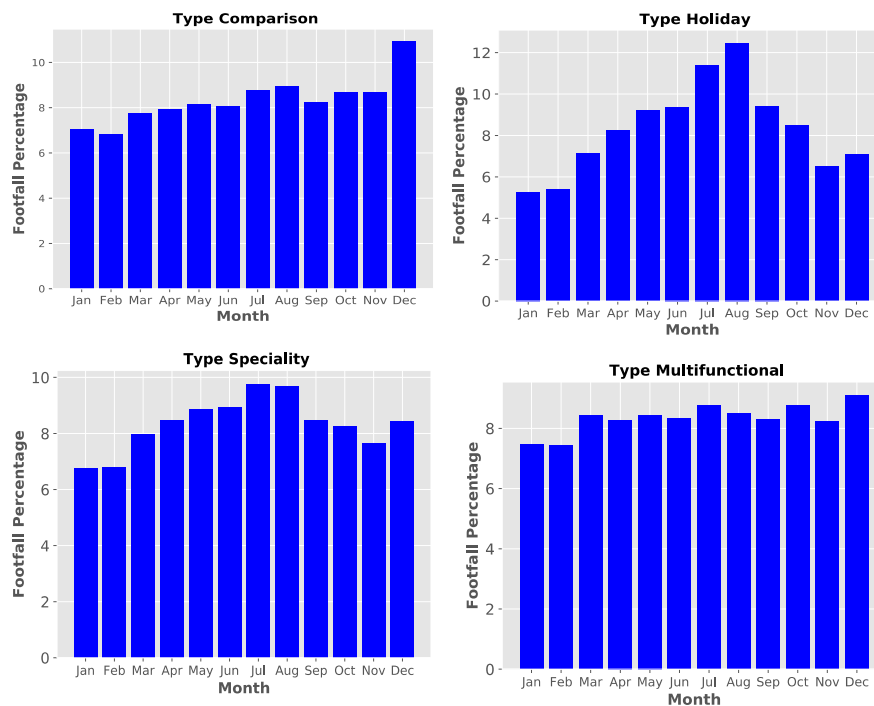 Type Comparison
Footfall Percentage
10
8
6
4
2
0
Jan Feb Mar Apr May Jun Jul Aug Sep Oct Nov Dec
Month
Type Holiday
Footfall Percentage
12
10
8
6
4
2
0
Jan Feb Mar Apr May Jun Jul Aug Sep Oct Nov Dec
Month
Type Speciality
Footfall Percentage
10
8
6
4
2
0
Jan Feb Mar Apr May Jun Jul Aug Sep Oct Nov Dec
Month
Type Multifunctional
Footfall Percentage
8
6
4
2
0
Jan Feb Mar Apr May Jun Jul Aug Sep Oct Nov Dec
Month